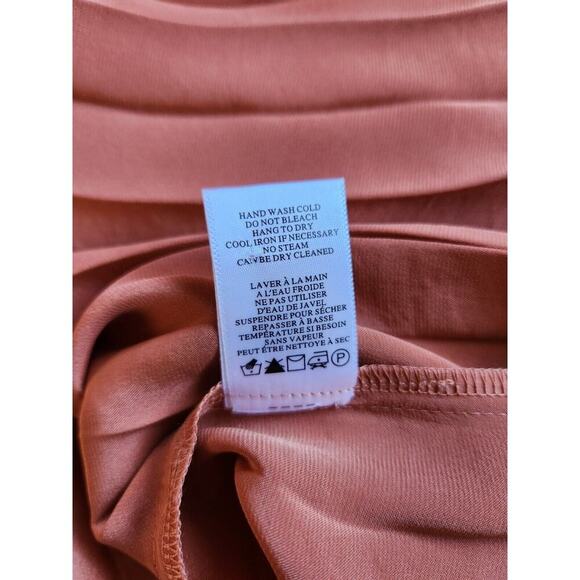 HAND WASH COLD
DO NOT BLEACH
HANG TO DRY
COOL IRON IF NECESSARY
NO STEAM
CAN BE DRY CLEANED
LAVER À LA MAIN
A L'EAU FROIDE
NE PAS UTILISER
D'EAU DE JAVEL
SUSPENDRE POUR SÉCHER
REPASSER À BASSE
TEMPÉRATURE SI BESOIN
SANS VAPEUR
PEUT ÊTRE NETTOYE À SEC
P